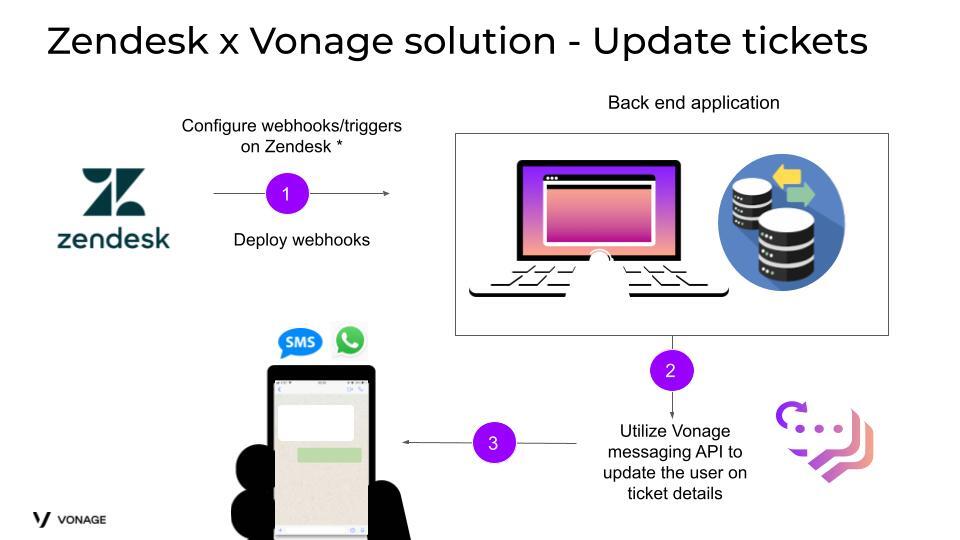 Zendesk x Vonage solution - Update tickets
Back end application
Configure webhooks/triggers
on Zendesk *
1
zendesk
Deploy webhooks
SMS
2
3
Utilize Vonage
messaging API to
update the user on
ticket details
VONAGE